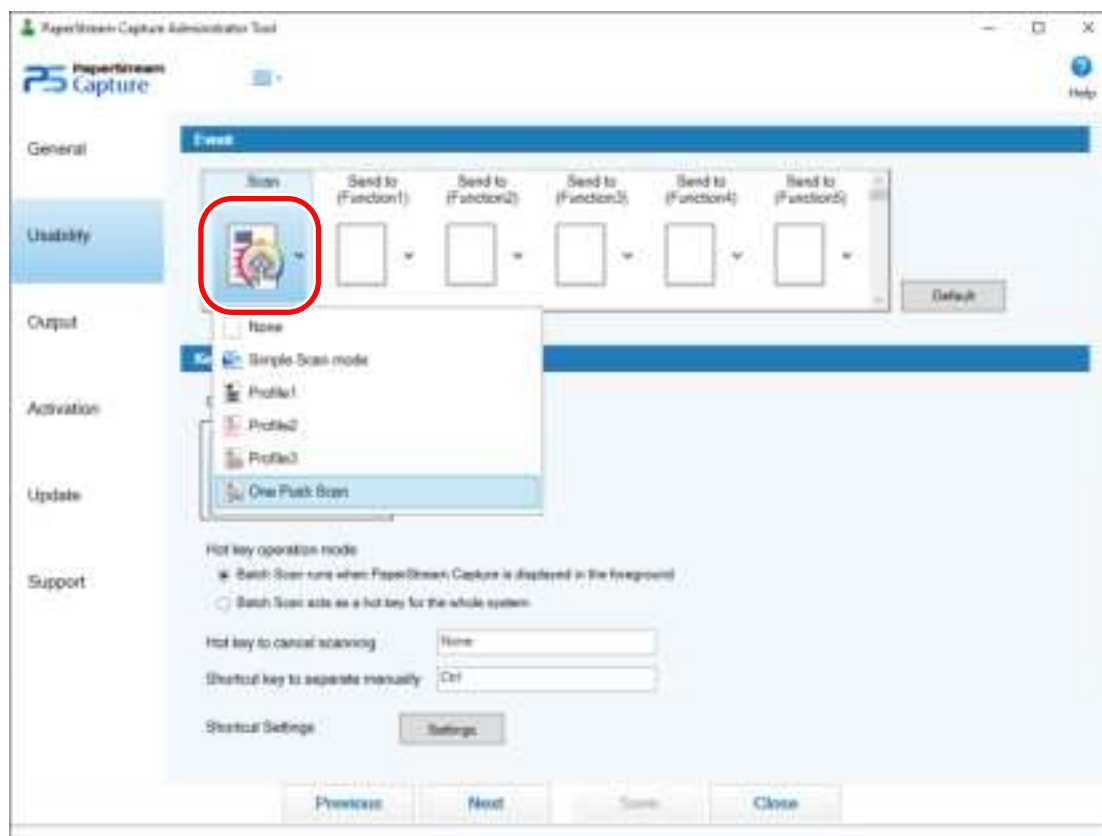 PaperStream Capture Administrator Tool
PaperStream
Capture
Help
General
Usability
Output
Activation
Update
Support
Event
Scan
Send to
(Function1)
Send to
(Function2)
Send to
(Function3)
Send to
(Function4)
Send to
(Function5)
Default
None
Simple Scan mode
Profile1
Profile2
Profile3
One Push Scan
Hot key operation mode
Batch Scan runs when PaperStream Capture is displayed in the foreground
Batch Scan acts as a hot key for the whole system
Hot key to cancel scanning
None
Shortcut key to separate manually
Ctrl
Shortcut Settings
Settings
Previous
Next
Save
Close